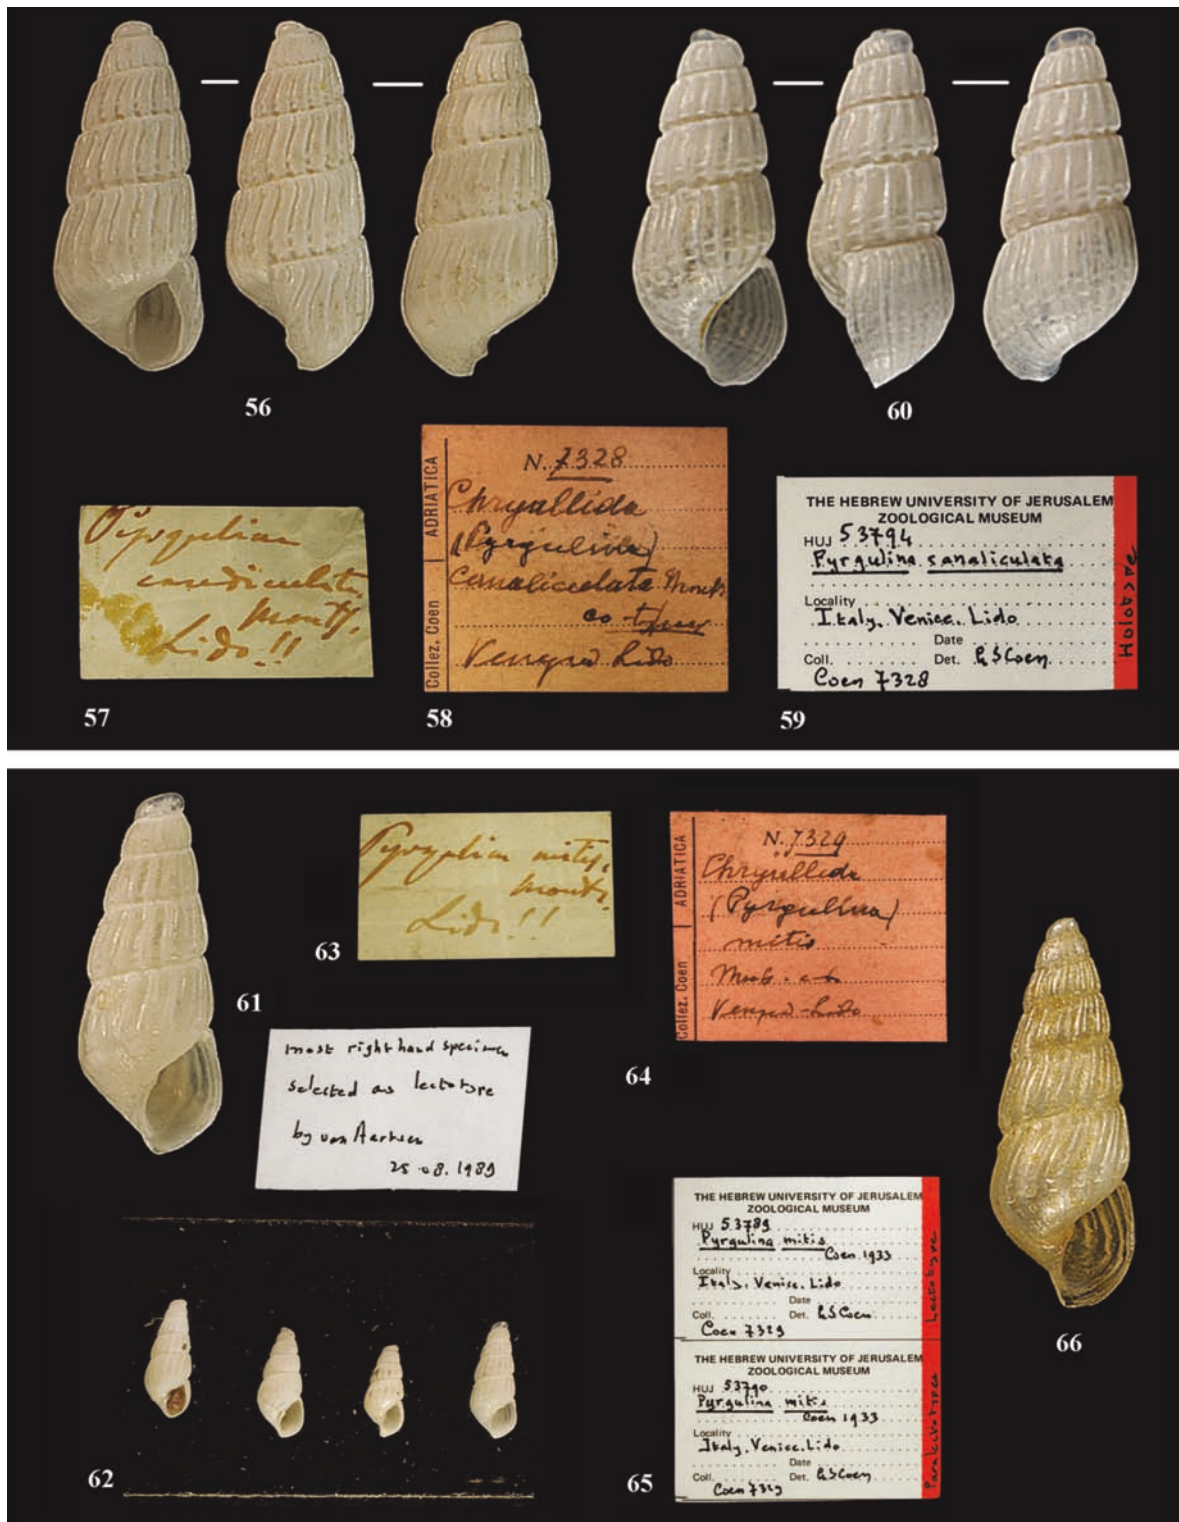 56
60
Pyrgulina
canaliculata
Monts.
Lido!!
57
Collez. Coen | ADRIATICA
N. 7328
Chrysallida
(Pyrgulina)
canaliculata Monts.
co-type
Venezia Lido
58
THE HEBREW UNIVERSITY OF JERUSALEM
ZOOLOGICAL MUSEUM
HUJ 53794
Pyrgulina canaliculata
Locality
Italy. Venice. Lido
Date
Coll. Det. G.S Coen
Coen 7328
Holotype
59
61
Pyrgulina mitis.
Monts.
Lido!!
63
Collez. Coen | ADRIATICA
N. 7329
Chrysallida
(Pyrgulina)
mitis
Venezia-Lido
64
most right hand specimen
selected as lectotype
by van Aartsen
25-08.1989
62
THE HEBREW UNIVERSITY OF JERUSALEM
ZOOLOGICAL MUSEUM
HUJ 53789
Pyrgulina mitis
Coen 1933
Locality
Italy. Venice. Lido
Date
Coll. Det. G.S Coen
Coen 7329
Lectotype
THE HEBREW UNIVERSITY OF JERUSALEM
ZOOLOGICAL MUSEUM
HUJ 53790
Pyrgulina mitis
Coen 1933
Locality
Italy. Venice. Lido
Date
Coll. Det. G.S Coen
Coen 7329
Paralectotypes
65
66